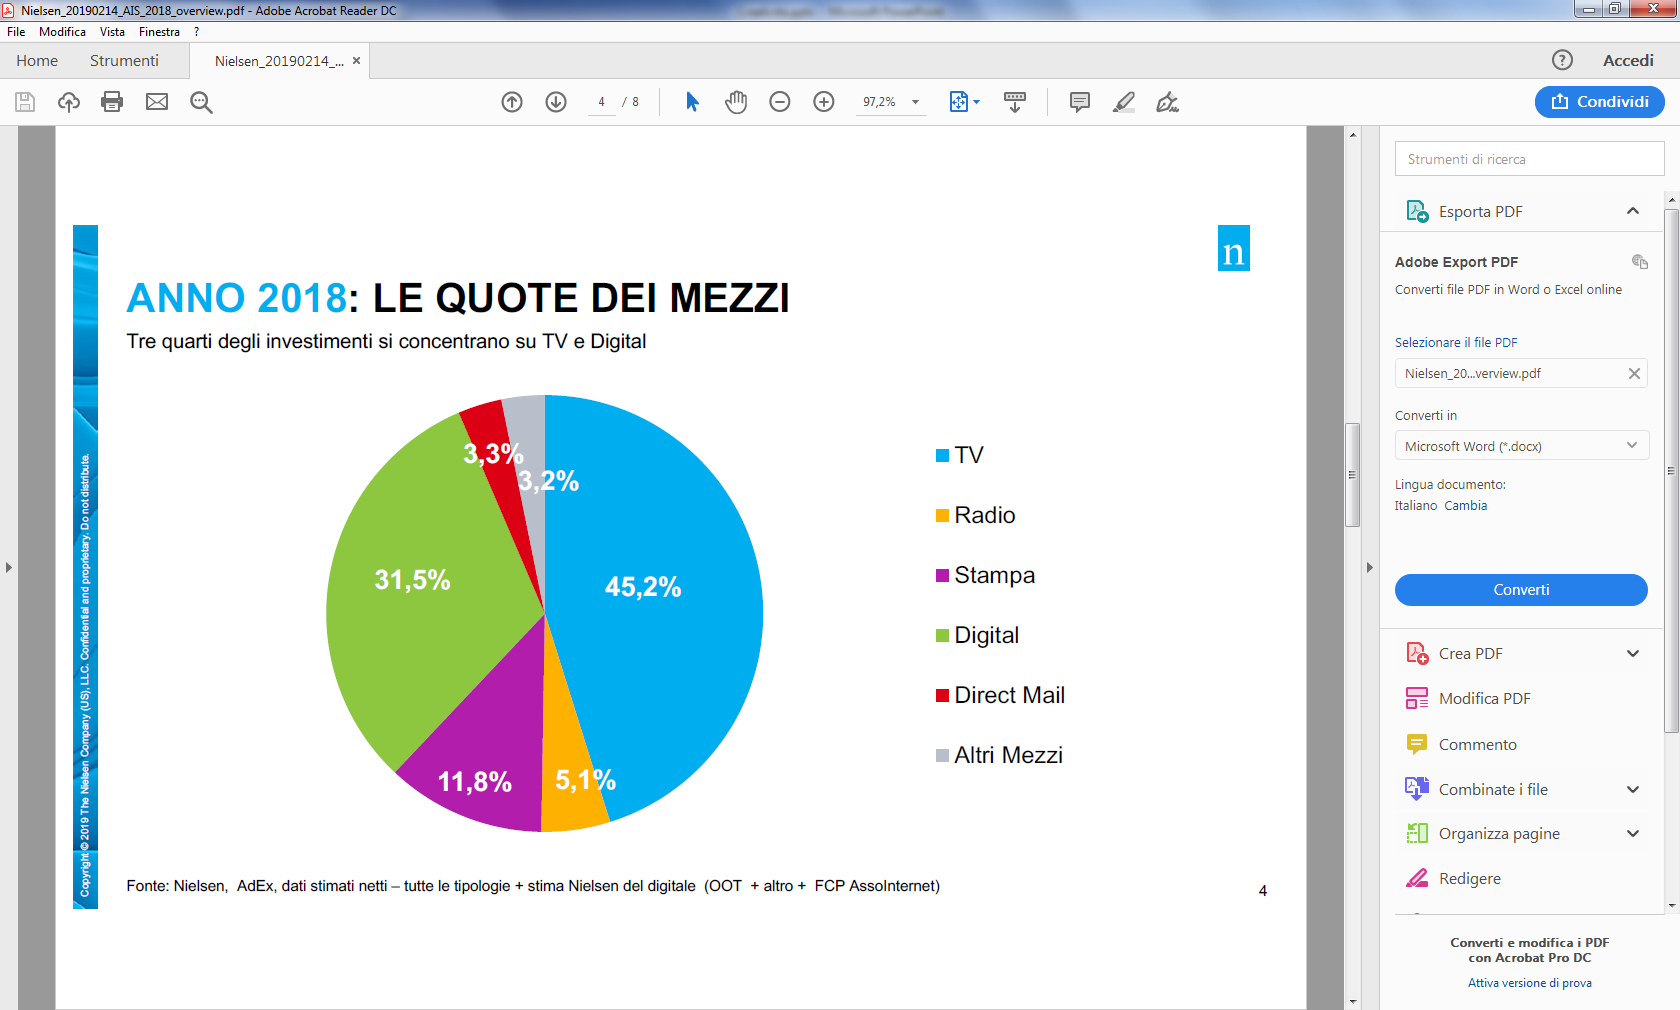 Nielsen_20190214_AIS_2018_overview.pdf - Adobe Acrobat Reader DC
File Modifica Vista Finestra ?
Home Strumenti Nielsen_20190214_... × ? Accedi
4 / 8 97,2% Condividi
n
ANNO 2018: LE QUOTE DEI MEZZI
Tre quarti degli investimenti si concentrano su TV e Digital
3,3%
3,2%
31,5%
45,2%
11,8%
5,1%
TV
Radio
Stampa
Digital
Direct Mail
Altri Mezzi
Copyright © 2019 The Nielsen Company (US), LLC. Confidential and proprietary. Do not distribute.
Fonte: Nielsen, AdEx, dati stimati netti – tutte le tipologie + stima Nielsen del digitale (OOT + altro + FCP AssoInternet)
4
Strumenti di ricerca
Esporta PDF
Adobe Export PDF
Converti file PDF in Word o Excel online
Selezionare il file PDF
Nielsen_20...verview.pdf
Converti in
Microsoft Word (*.docx)
Lingua documento:
Italiano Cambia
Converti
Crea PDF
Modifica PDF
Commento
Combinate i file
Organizza pagine
Redigere
Converti e modifica i PDF
con Acrobat Pro DC
Attiva versione di prova